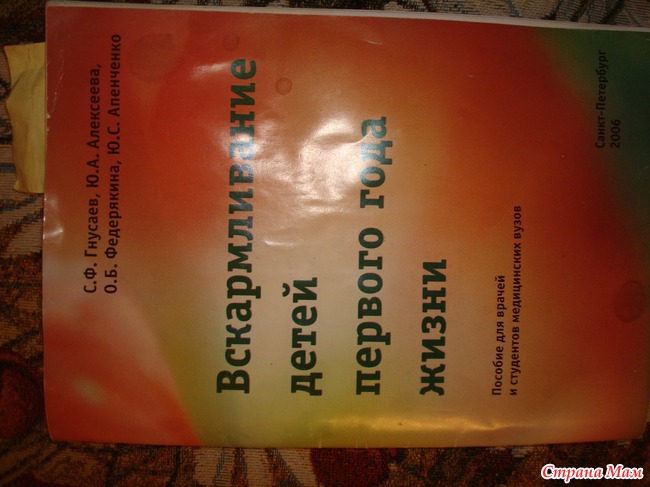 С.Ф. Гнусаев, Ю.А. Алексеева,
О.Б. Федерякина, Ю.С. Апенченко
Вскармливание
детей
первого года
жизни
Пособие для врачей
и студентов медицинских вузов
Санкт-Петербург
2006
Страна Мам